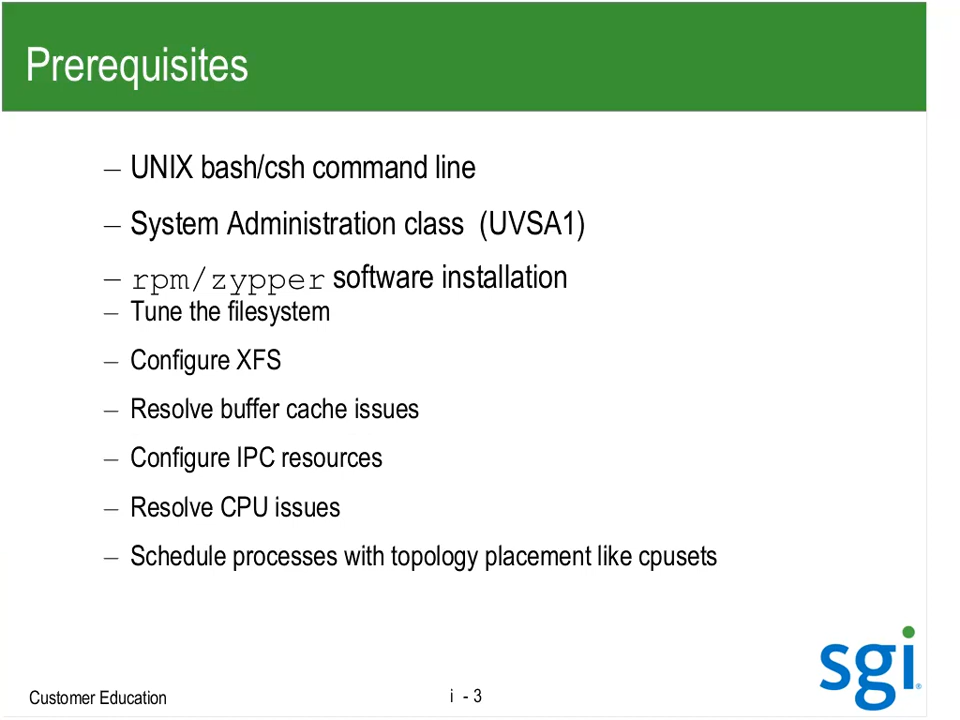 Prerequisites
– UNIX bash/csh command line
– System Administration class (UVSA1)
– rpm/zypper software installation
– Tune the filesystem
– Configure XFS
– Resolve buffer cache issues
– Configure IPC resources
– Resolve CPU issues
– Schedule processes with topology placement like cpusets
sgi®
Customer Education
i - 3